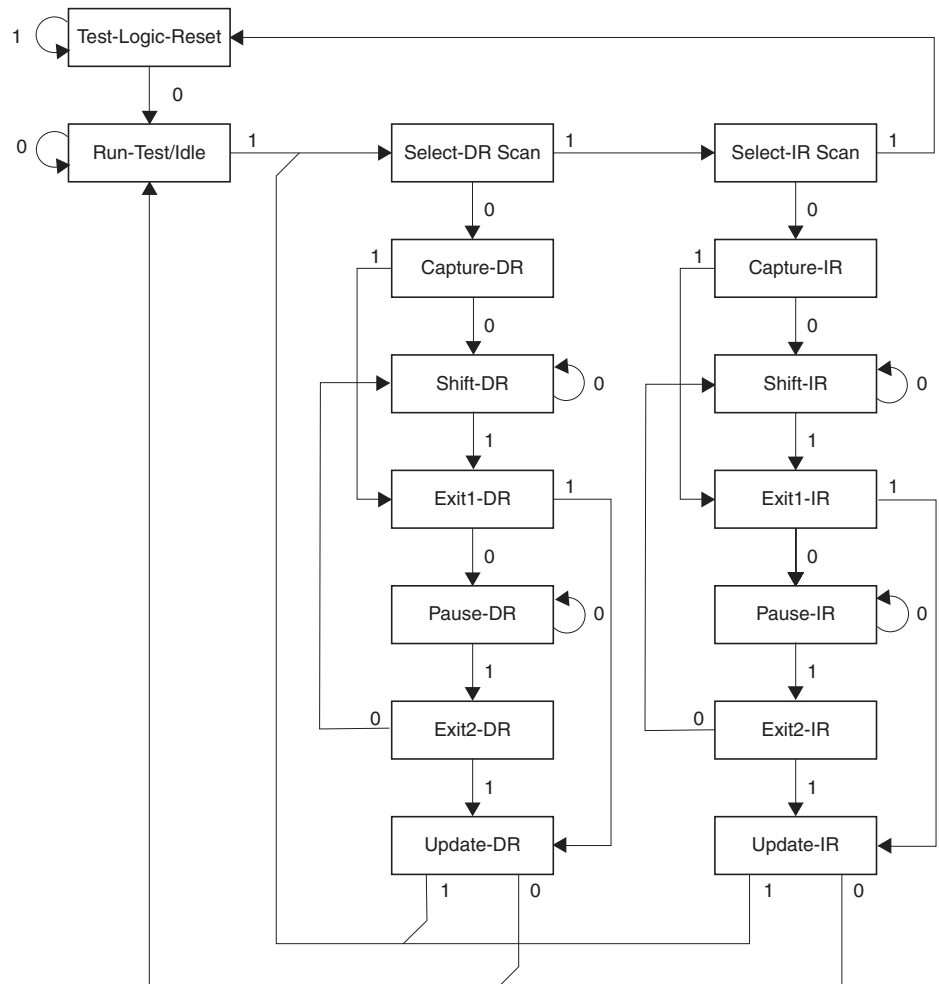 1 Test-Logic-Reset
0
0 Run-Test/Idle 1 Select-DR Scan 1 Select-IR Scan 1
0 0
1 Capture-DR 1 Capture-IR
0 0
Shift-DR 0 Shift-IR 0
1 1
Exit1-DR 1 Exit1-IR 1
0 0
Pause-DR 0 Pause-IR 0
1 1
0 Exit2-DR 0 Exit2-IR
1 1
Update-DR Update-IR
1 0 1 0